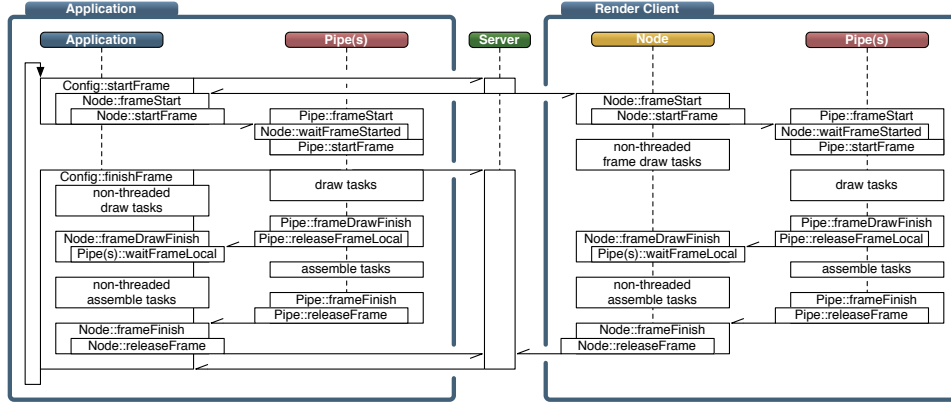 Application
Render Client
Application
Pipe(s)
Server
Node
Pipe(s)
Config::startFrame
Node::frameStart
Node::startFrame
Pipe::frameStart
Node::waitFrameStarted
Pipe::startFrame
Node::frameStart
Node::startFrame
Pipe::frameStart
Node::waitFrameStarted
Pipe::startFrame
non-threaded
frame draw tasks
Config::finishFrame
non-threaded
draw tasks
draw tasks
draw tasks
Pipe::frameDrawFinish
Pipe::releaseFrameLocal
Node::frameDrawFinish
Pipe(s)::waitFrameLocal
Pipe::frameDrawFinish
Pipe::releaseFrameLocal
Node::frameDrawFinish
Pipe(s)::waitFrameLocal
assemble tasks
assemble tasks
non-threaded
assemble tasks
non-threaded
assemble tasks
Pipe::frameFinish
Pipe::releaseFrame
Pipe::frameFinish
Pipe::releaseFrame
Node::frameFinish
Node::releaseFrame
Node::frameFinish
Node::releaseFrame